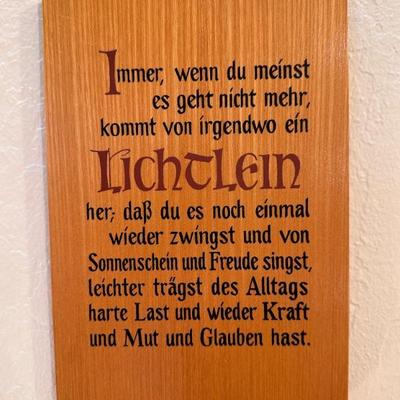 Immer, wenn du meinst
es geht nicht mehr,
kommt von irgendwo ein
Lichtlein
her; daß du es noch einmal
wieder zwingst und von
Sonnenschein und Freude singst,
leichter trägst des Alltags
harte Last und wieder Kraft
und Mut und Glauben hast.